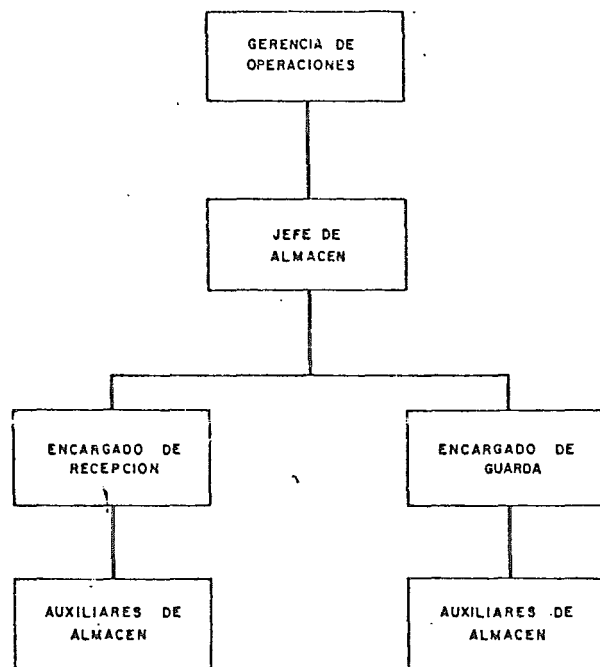 GERENCIA DE
OPERACIONES
JEFE DE
ALMACEN
ENCARGADO DE
RECEPCION
ENCARGADO DE
GUARDA
AUXILIARES DE
ALMACEN
AUXILIARES DE
ALMACEN